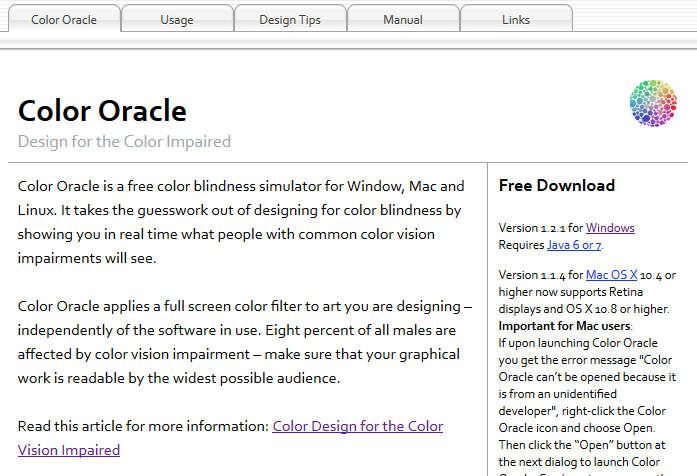 Color Oracle
Usage
Design Tips
Manual
Links
Color Oracle
Design for the Color Impaired
Color Oracle is a free color blindness simulator for Window, Mac and
Linux. It takes the guesswork out of designing for color blindness by
showing you in real time what people with common color vision
impairments will see.
Color Oracle applies a full screen color filter to art you are designing –
independently of the software in use. Eight percent of all males are
affected by color vision impairment – make sure that your graphical
work is readable by the widest possible audience.
Read this article for more information: Color Design for the Color
Vision Impaired
Free Download
Version 1.2.1 for Windows
Requires Java 6 or 7.
Version 1.1.4 for Mac OS X 10.4 or
higher now supports Retina
displays and OS X 10.8 or higher.
Important for Mac users:
If upon launching Color Oracle
you get the error message "Color
Oracle can’t be opened because it
is from an unidentified
developer", right-click the Color
Oracle icon and choose Open.
Then click the “Open” button at
the next dialog to launch Color